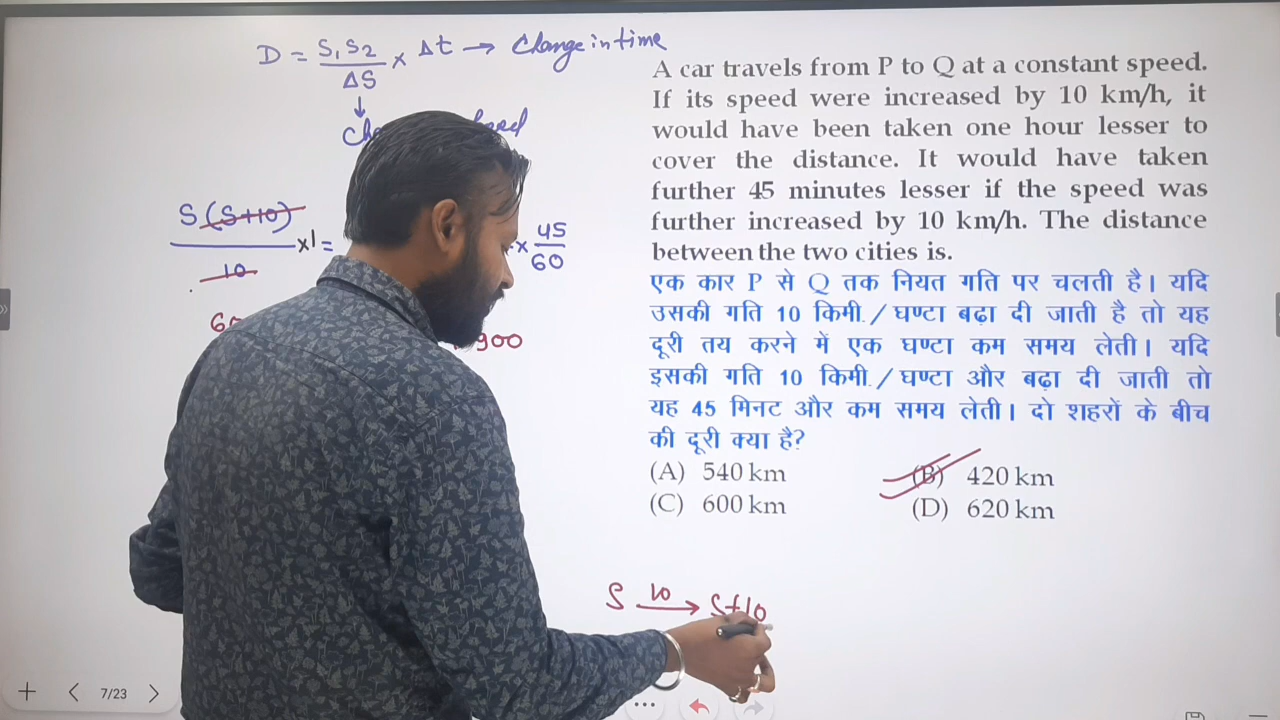 D = S₁S₂/ΔS × Δt → Change in time
S(S+10)/10 ×1 =
× 45/60
900
A car travels from P to Q at a constant speed.
If its speed were increased by 10 km/h, it
would have been taken one hour lesser to
cover the distance. It would have taken
further 45 minutes lesser if the speed was
further increased by 10 km/h. The distance
between the two cities is.
एक कार P से Q तक नियत गति पर चलती है। यदि
उसकी गति 10 किमी./घण्टा बढ़ा दी जाती है तो यह
दूरी तय करने में एक घण्टा कम समय लेती। यदि
इसकी गति 10 किमी./घण्टा और बढ़ा दी जाती तो
यह 45 मिनट और कम समय लेती। दो शहरों के बीच
की दूरी क्या है?
(A) 540 km (B) 420 km
(C) 600 km (D) 620 km
S 10 → S+10
7/23